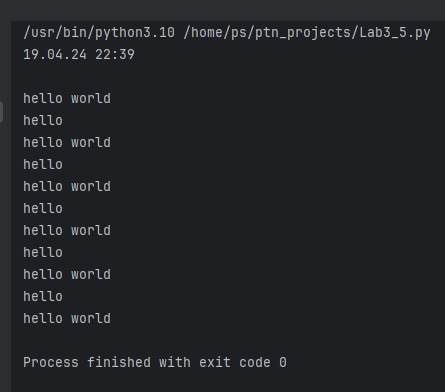 /usr/bin/python3.10 /home/ps/ptn_projects/Lab3_5.py
19.04.24 22:39
hello world
hello
hello world
hello
hello world
hello
hello world
hello
hello world
hello
hello world
Process finished with exit code 0